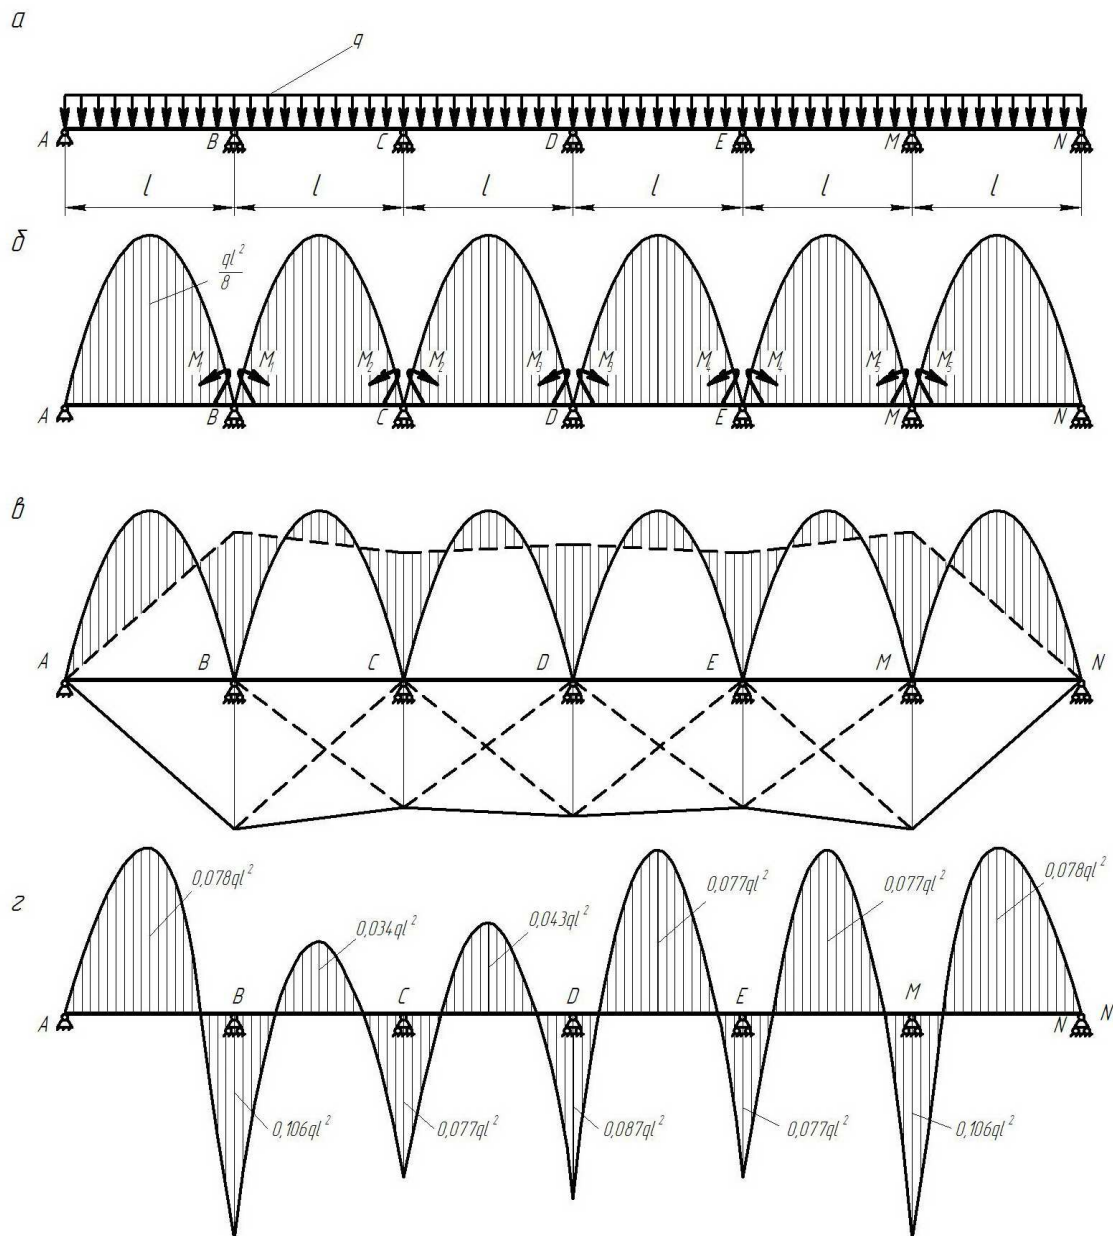 а
q
A B C D E M N
l l l l l l
б
ql²/8
M₁ M₁ M₂ M₂ M₃ M₃ M₄ M₄ M₅ M₅
A B C D E M N
в
A B C D E M N
г
0,078ql² 0,034ql² 0,043ql² 0,077ql² 0,077ql² 0,078ql²
B C D E M
A N N
0,106ql² 0,077ql² 0,087ql² 0,077ql² 0,106ql²